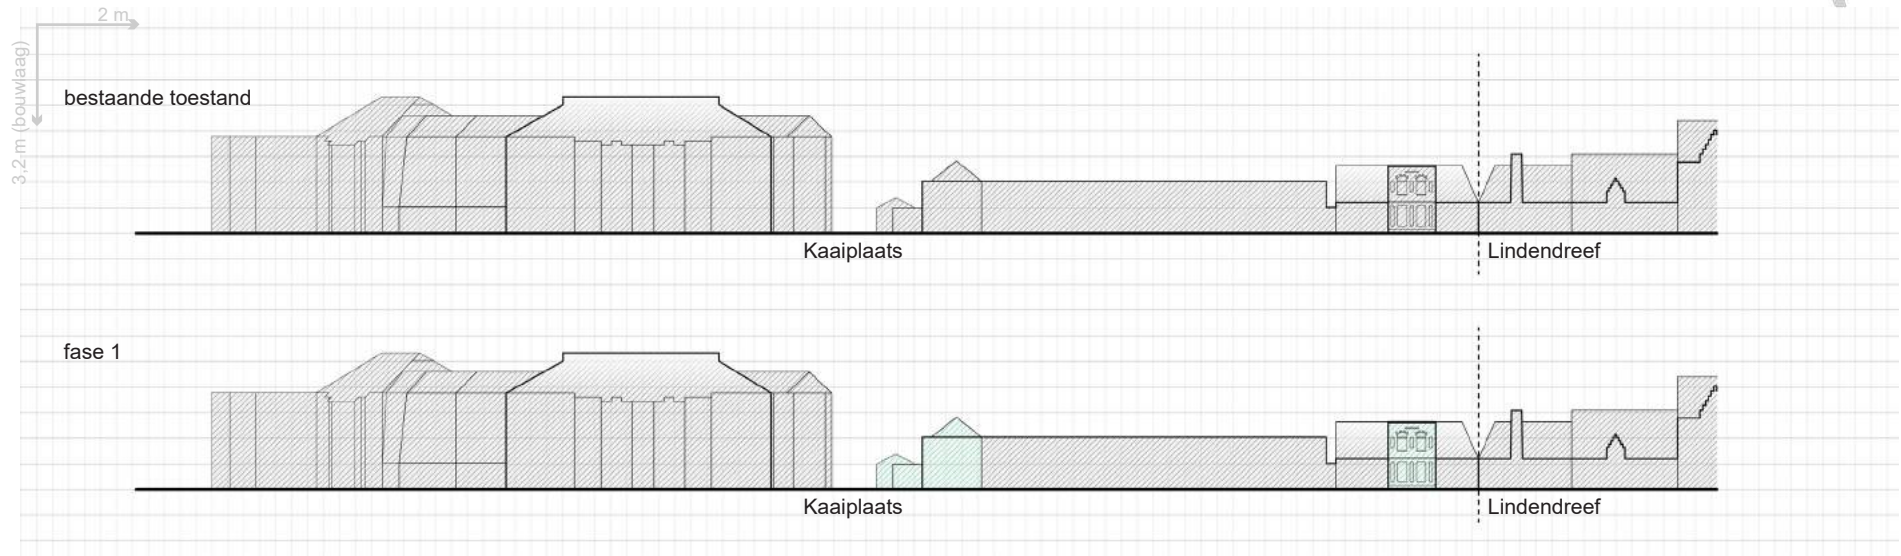 2 m
3,2 m (bouwlaag)
bestaande toestand
Kaaiplaats
Lindendreef
fase 1
Kaaiplaats
Lindendreef